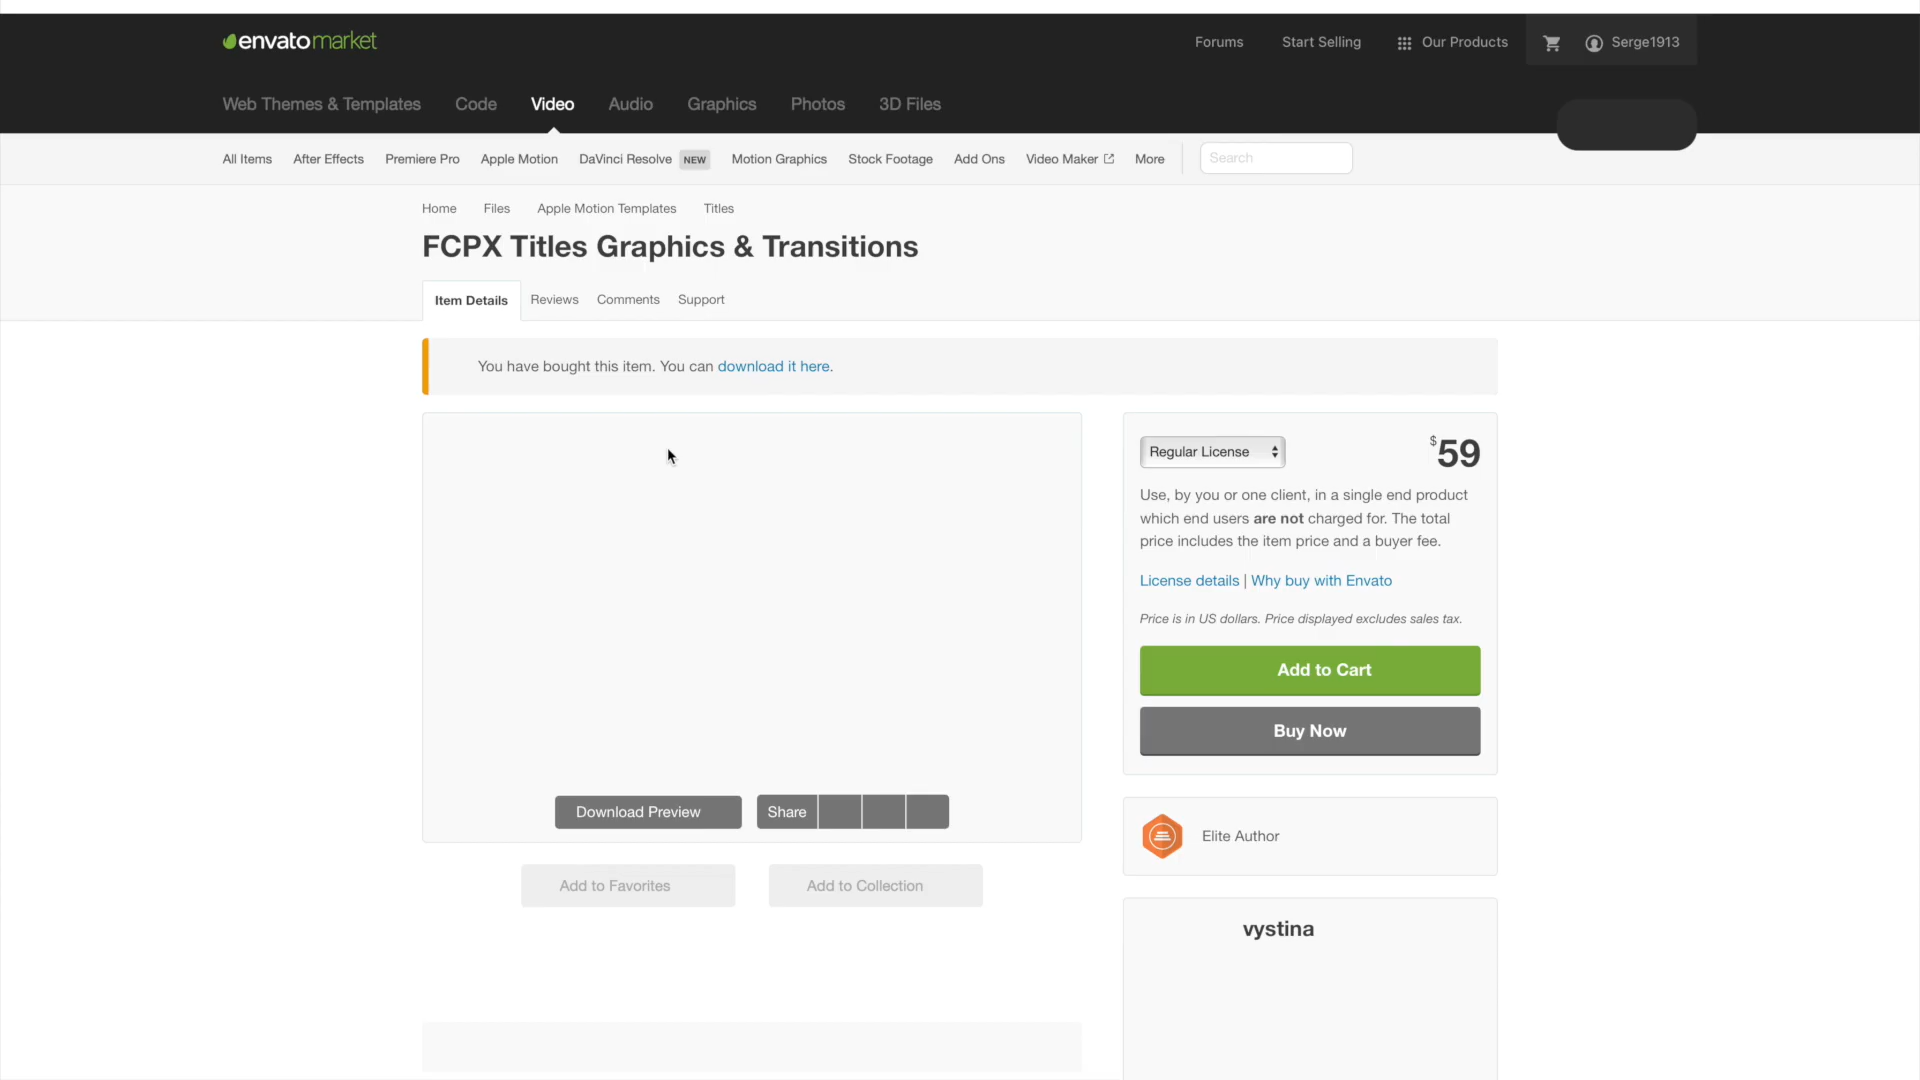 envatomarket
Forums Start Selling Our Products Serge1913
Web Themes & Templates Code Video Audio Graphics Photos 3D Files
All Items After Effects Premiere Pro Apple Motion DaVinci Resolve NEW Motion Graphics Stock Footage Add Ons Video Maker More Search
Home Files Apple Motion Templates Titles
FCPX Titles Graphics & Transitions
Item Details Reviews Comments Support
You have bought this item. You can download it here.
Regular License $59
Use, by you or one client, in a single end product
which end users are not charged for. The total
price includes the item price and a buyer fee.
License details | Why buy with Envato
Price is in US dollars. Price displayed excludes sales tax.
Add to Cart
Buy Now
Download Preview Share
Elite Author
Add to Favorites Add to Collection
vystina